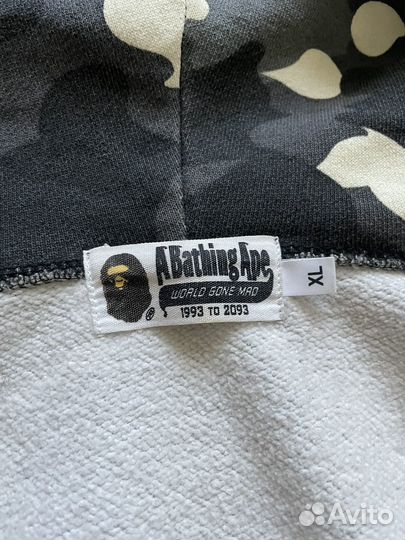 A Bathing Ape
WORLD GONE MAD
1993 TO 2093
®
XL
Avito